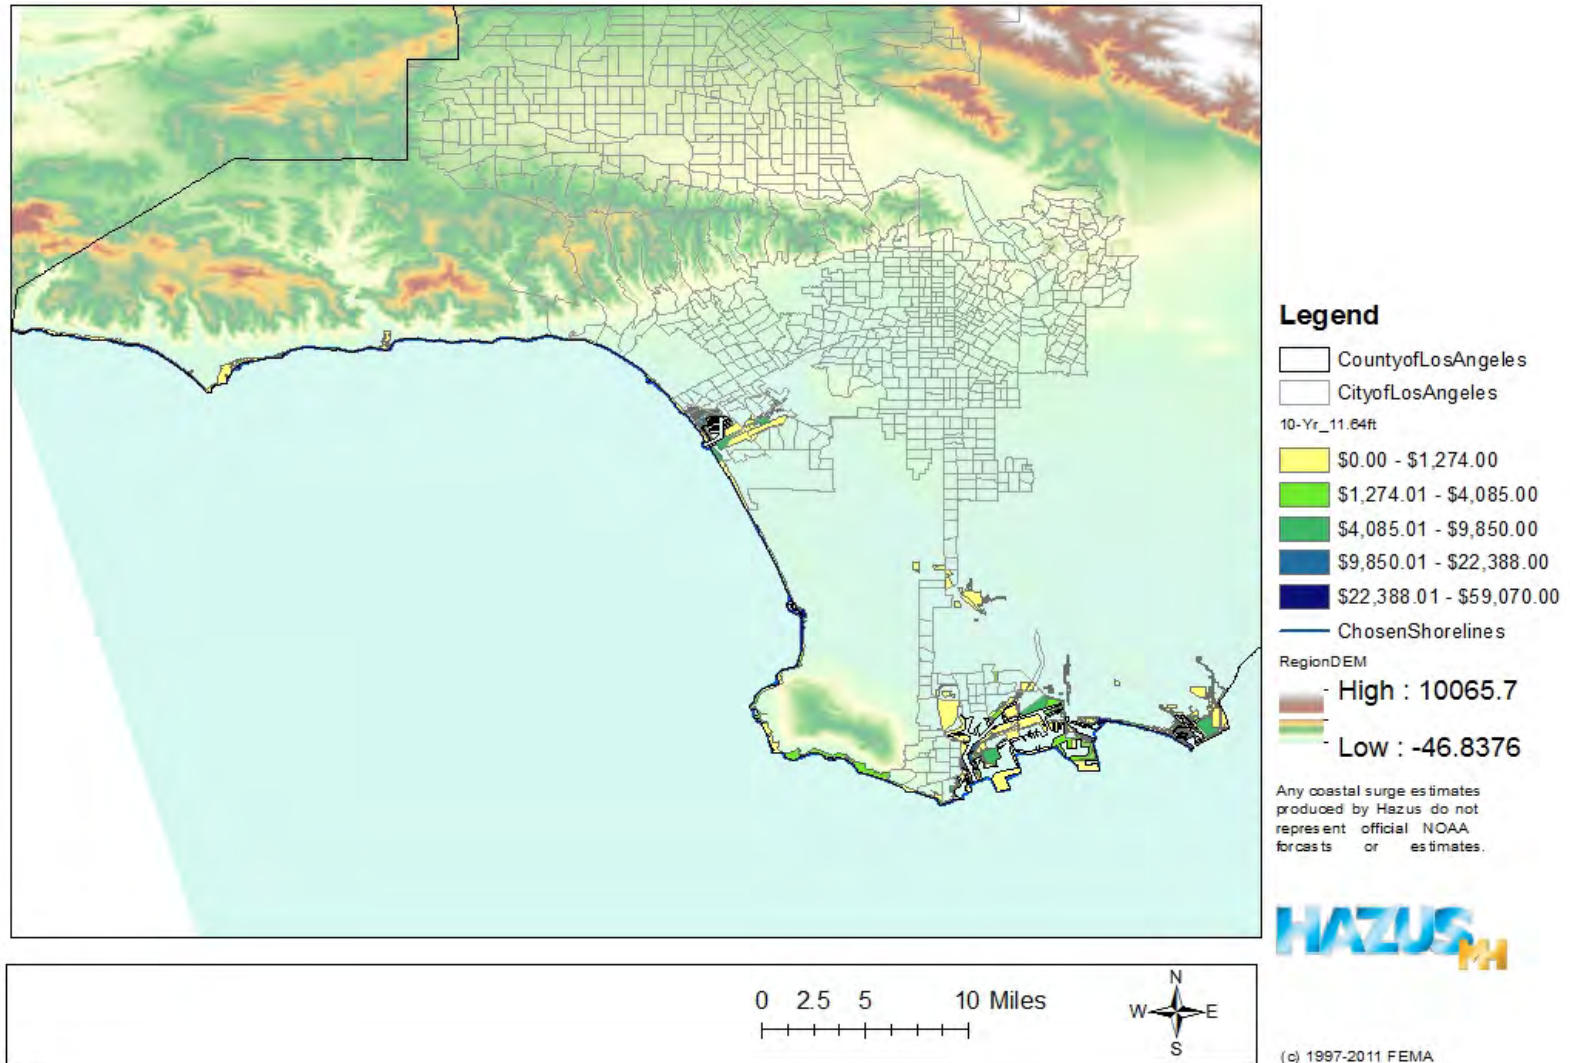 Legend
CountyofLosAngeles
CityofLosAngeles
10-Yr_11.64ft
$0.00 - $1,274.00
$1,274.01 - $4,085.00
$4,085.01 - $9,850.00
$9,850.01 - $22,388.00
$22,388.01 - $59,070.00
ChosenShorelines
RegionDEM
High : 10065.7
Low : -46.8376
Any coastal surge estimates
produced by Hazus do not
represent official NOAA
forcasts or estimates.
HAZUS
MH
0 2.5 5 10 Miles
N
W E
S
(c) 1997-2011 FEMA